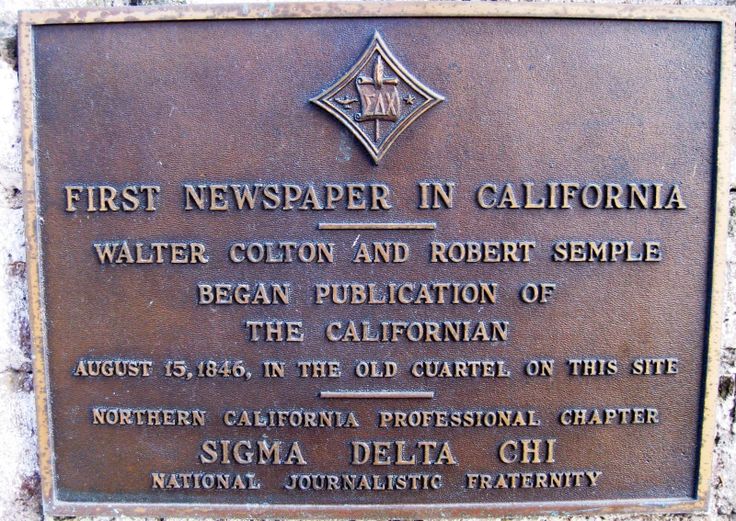 ΣΔΧ
FIRST NEWSPAPER IN CALIFORNIA
WALTER COLTON AND ROBERT SEMPLE
BEGAN PUBLICATION OF
THE CALIFORNIAN
AUGUST 15, 1846, IN THE OLD CUARTEL ON THIS SITE
NORTHERN CALIFORNIA PROFESSIONAL CHAPTER
SIGMA DELTA CHI
NATIONAL JOURNALISTIC FRATERNITY